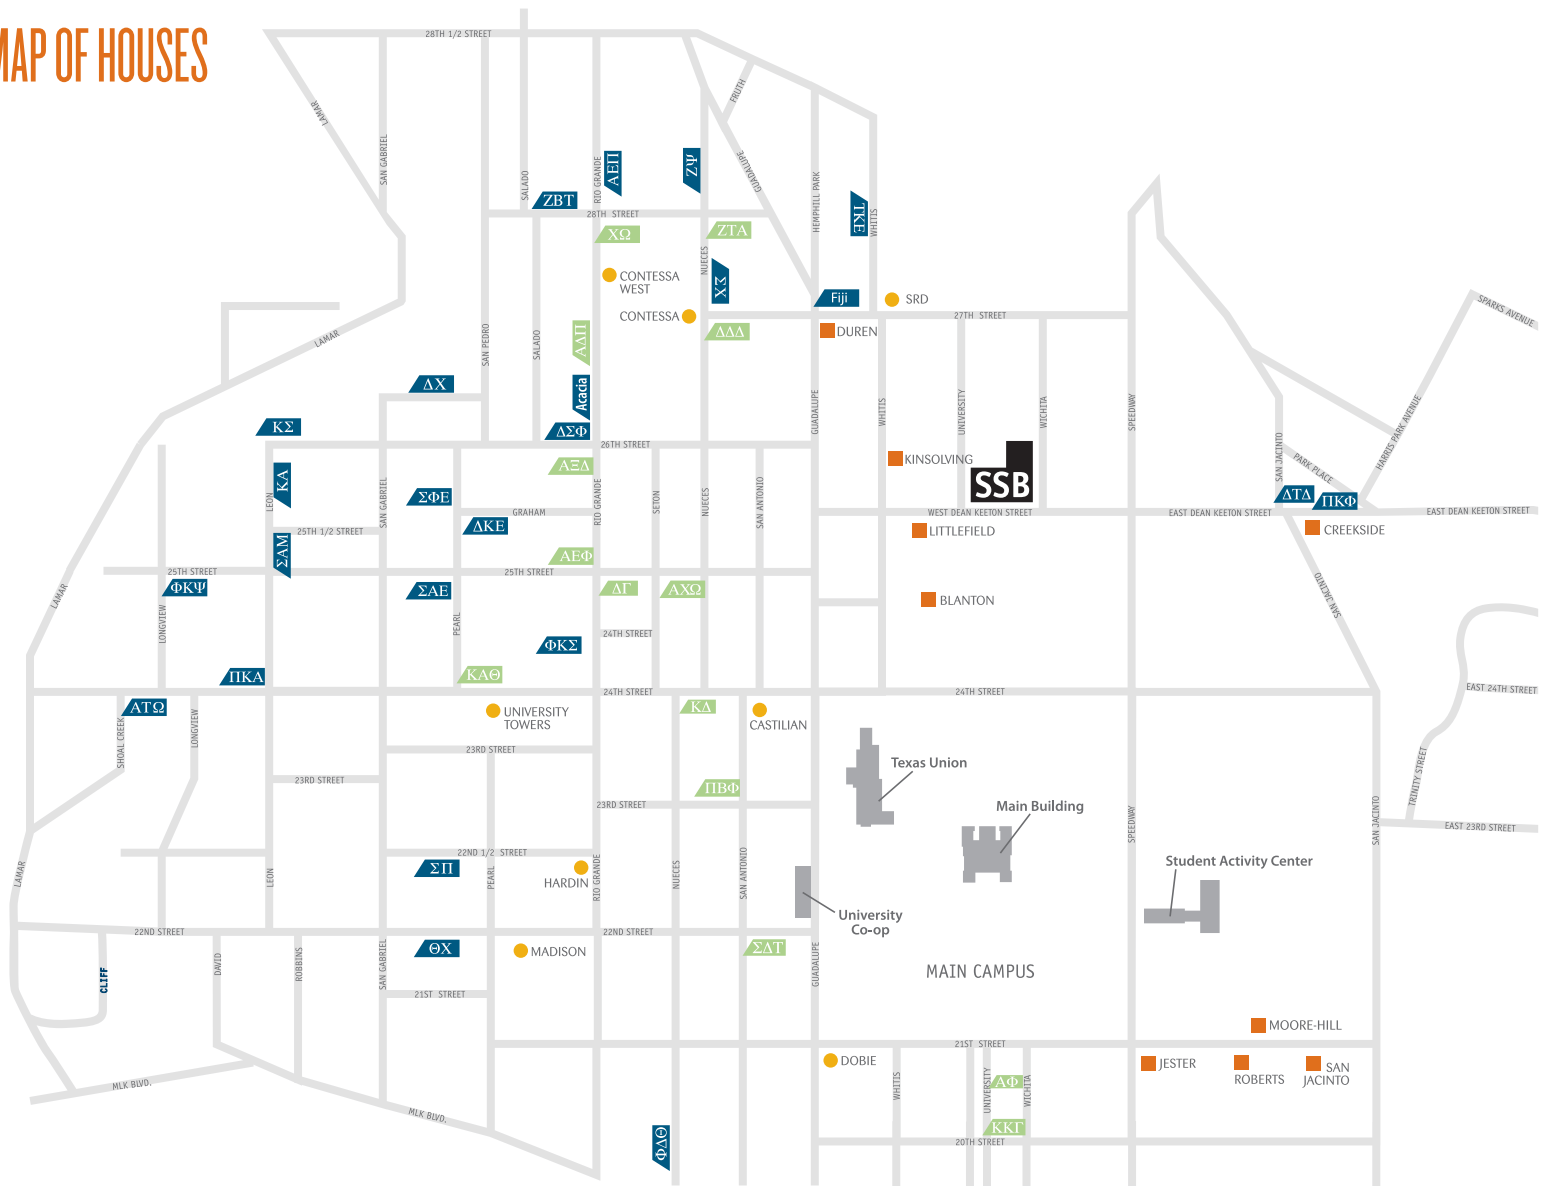 MAP OF HOUSES
28TH 1/2 STREET
FRUTH
LAMAR
SAN GABRIEL
SALADO
RIO GRANDE
ΑΕΠ
ΖΨ
GUADALUPE
HEMPHILL PARK
ΤΚΕ
WHITIS
ΖΒΤ
28TH STREET
ΧΩ
ΖΤΑ
NUECES
CONTESSA
WEST
ΣΧ
Fiji
SRD
CONTESSA
27TH STREET
SPARKS AVENUE
LAMAR
SAN PEDRO
SALADO
ΑΔΠ
ΔΔΔ
DUREN
ΔΧ
Acacia
GUADALUPE
WHITIS
UNIVERSITY
WICHITA
SPEEDWAY
HARRIS PARK AVENUE
ΚΣ
ΔΣΦ
26TH STREET
SAN JACINTO
PARK PLACE
ΑΞΔ
KINSOLVING
SSB
ΚΑ
LEON
SAN GABRIEL
ΣΦΕ
RIO GRANDE
SETON
NUECES
SAN ANTONIO
ΔΤΔ
ΠΚΦ
GRAHAM
WEST DEAN KEETON STREET
EAST DEAN KEETON STREET
EAST DEAN KEETON STREET
25TH 1/2 STREET
ΔΚΕ
LITTLEFIELD
CREEKSIDE
ΣΑΜ
ΑΕΦ
25TH STREET
25TH STREET
LAMAR
ΦΚΨ
ΣΑΕ
ΔΓ
ΑΧΩ
BLANTON
SAN JACINTO
LONGVIEW
PEARL
24TH STREET
ΦΚΣ
ΠΚΑ
ΚΑΘ
24TH STREET
24TH STREET
EAST 24TH STREET
ΑΤΩ
UNIVERSITY
TOWERS
ΚΔ
CASTILIAN
SHOAL CREEK
LONGVIEW
23RD STREET
Texas Union
23RD STREET
ΠΒΦ
TRINITY STREET
23RD STREET
Main Building
SPEEDWAY
SAN JACINTO
EAST 23RD STREET
22ND 1/2 STREET
Student Activity Center
LAMAR
LEON
ΣΠ
PEARL
HARDIN
RIO GRANDE
NUECES
SAN ANTONIO
University
Co-op
22ND STREET
22ND STREET
CLIFF
DAVID
ROBBINS
SAN GABRIEL
ΘΧ
MADISON
ΣΔΤ
GUADALUPE
MAIN CAMPUS
21ST STREET
MOORE-HILL
21ST STREET
DOBIE
JESTER
ROBERTS
SAN
JACINTO
MLK BLVD.
WHITIS
UNIVERSITY
ΑΦ
WICHITA
MLK BLVD.
ΦΔΘ
ΚΚΓ
20TH STREET